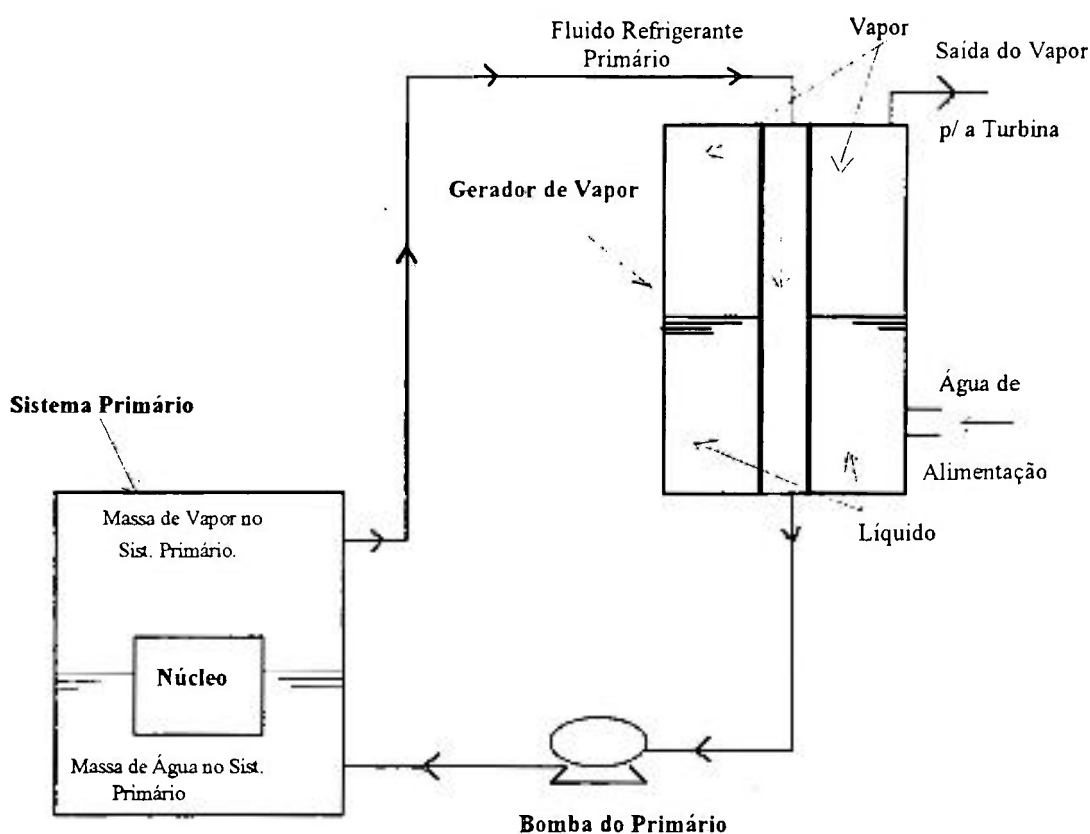 Fluido Refrigerante
Primário
Vapor
Saída do Vapor
p/ a Turbina
Gerador de Vapor
Sistema Primário
Água de
Alimentação
Líquido
Massa de Vapor no
Sist. Primário.
Núcleo
Massa de Água no Sist.
Primário
Bomba do Primário